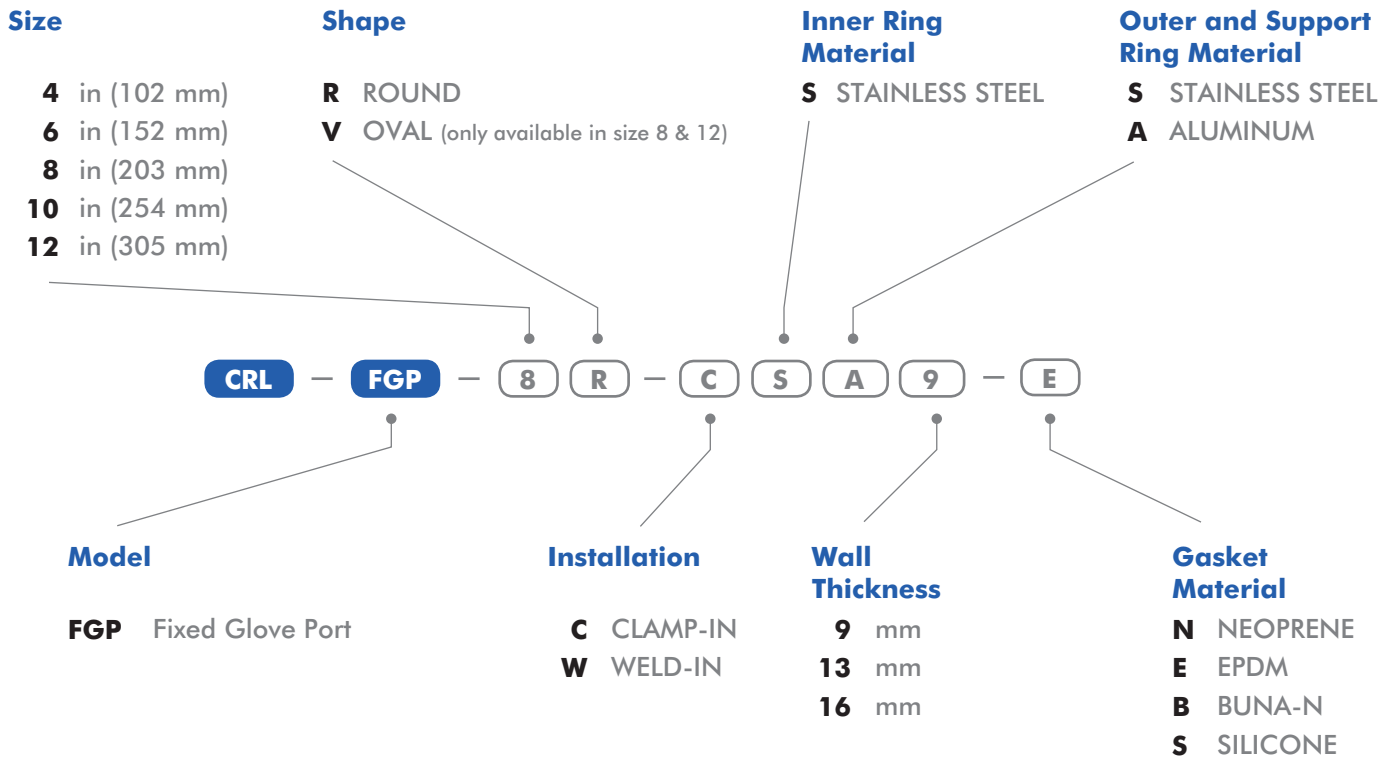 Size
4 in (102 mm)
6 in (152 mm)
8 in (203 mm)
10 in (254 mm)
12 in (305 mm)
Shape
R ROUND
V OVAL (only available in size 8 & 12)
Inner Ring
Material
S STAINLESS STEEL
Outer and Support
Ring Material
S STAINLESS STEEL
A ALUMINUM
CRL – FGP – 8 R – C S A 9 – E
Model
FGP Fixed Glove Port
Installation
C CLAMP-IN
W WELD-IN
Wall
Thickness
9 mm
13 mm
16 mm
Gasket
Material
N NEOPRENE
E EPDM
B BUNA-N
S SILICONE